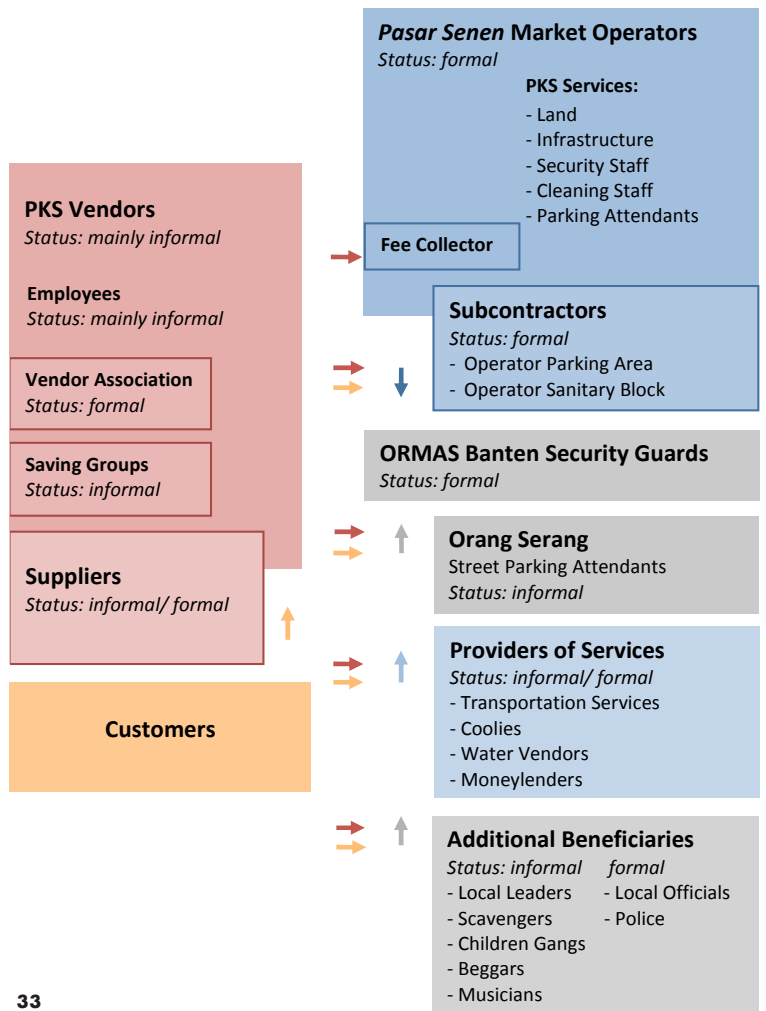 Pasar Senen Market Operators
Status: formal
PKS Services:
- Land
- Infrastructure
- Security Staff
- Cleaning Staff
- Parking Attendants
Fee Collector
Subcontractors
Status: formal
- Operator Parking Area
- Operator Sanitary Block
PKS Vendors
Status: mainly informal
Employees
Status: mainly informal
Vendor Association
Status: formal
Saving Groups
Status: informal
Suppliers
Status: informal/ formal
Customers
ORMAS Banten Security Guards
Status: formal
Orang Serang
Street Parking Attendants
Status: informal
Providers of Services
Status: informal/ formal
- Transportation Services
- Coolies
- Water Vendors
- Moneylenders
Additional Beneficiaries
Status: informal formal
- Local Leaders - Local Officials
- Scavengers - Police
- Children Gangs
- Beggars
- Musicians
33